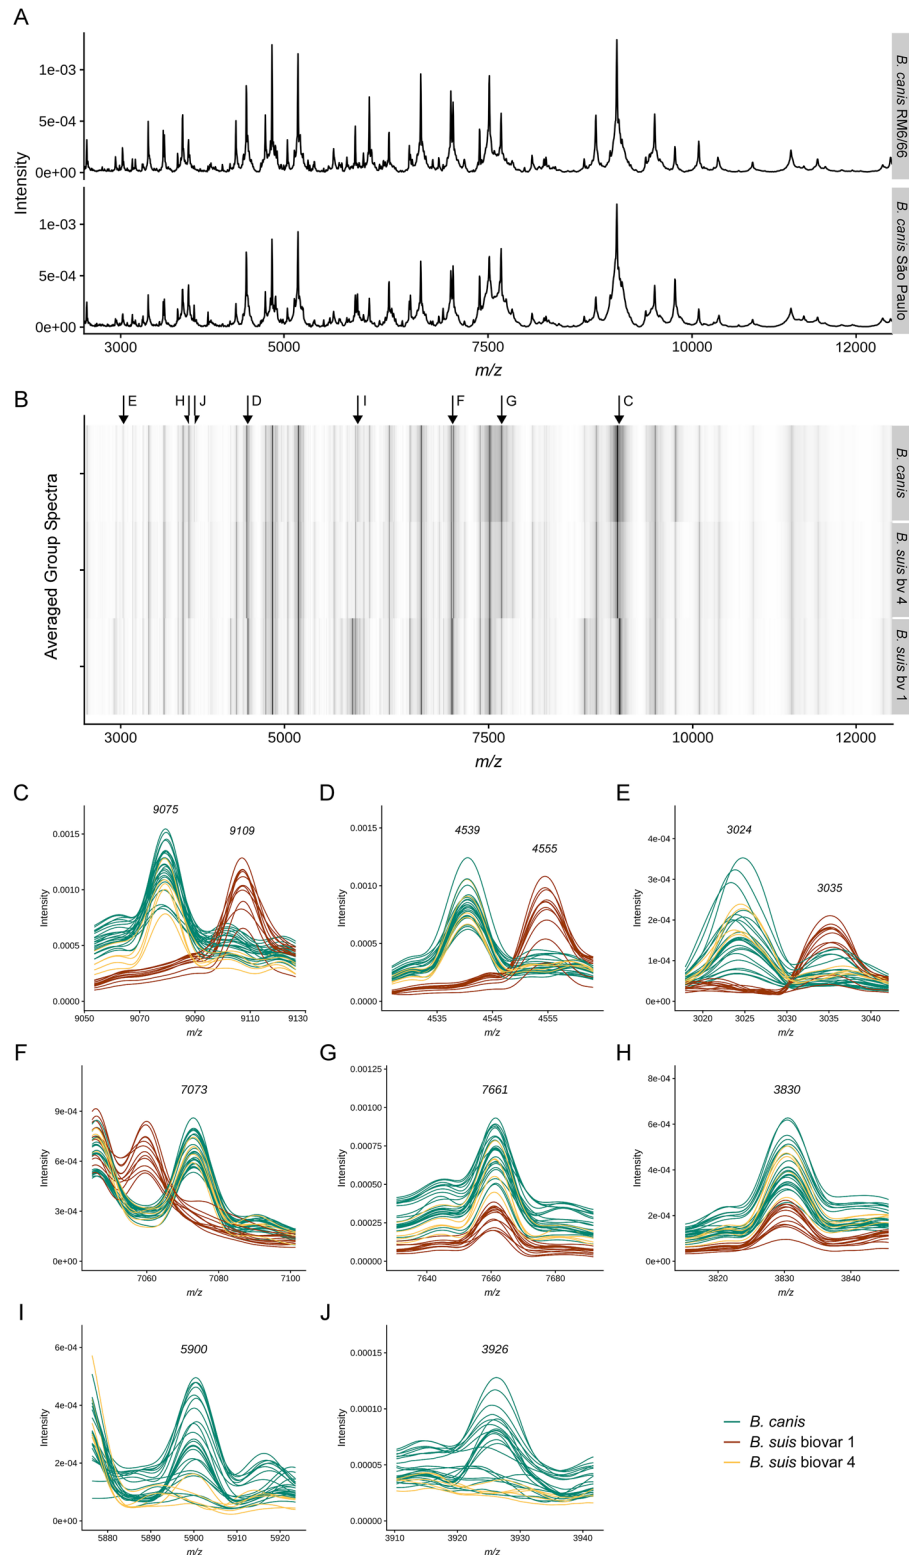 A
Intensity
1e-03
5e-04
0e+00
B. canis RM6/66
1e-03
5e-04
0e+00
B. canis São Paulo
3000 5000 7500 10000 12000
m/z
B
E H J D I F G C
Averaged Group Spectra
B. canis
B. suis bv 4
B. suis bv 1
3000 5000 7500 10000 12000
m/z
C
9075
9109
Intensity
0.0015
0.0010
0.0005
0.0000
9050 9070 9090 9110 9130
m/z
D
4539
4555
Intensity
0.0015
0.0010
0.0005
0.0000
4535 4545 4555
m/z
E
3024
3035
Intensity
4e-04
3e-04
2e-04
1e-04
0e+00
3020 3025 3030 3035 3040
m/z
F
7073
Intensity
9e-04
6e-04
3e-04
0e+00
7060 7080 7100
m/z
G
7661
Intensity
0.00125
0.00100
0.00075
0.00050
0.00025
0.00000
7640 7660 7680
m/z
H
3830
Intensity
8e-04
6e-04
4e-04
2e-04
0e+00
3820 3830 3840
m/z
I
5900
Intensity
6e-04
4e-04
2e-04
0e+00
5880 5890 5900 5910 5920
m/z
J
3926
Intensity
0.00015
0.00010
0.00005
0.00000
3910 3920 3930 3940
m/z
B. canis
B. suis biovar 1
B. suis biovar 4